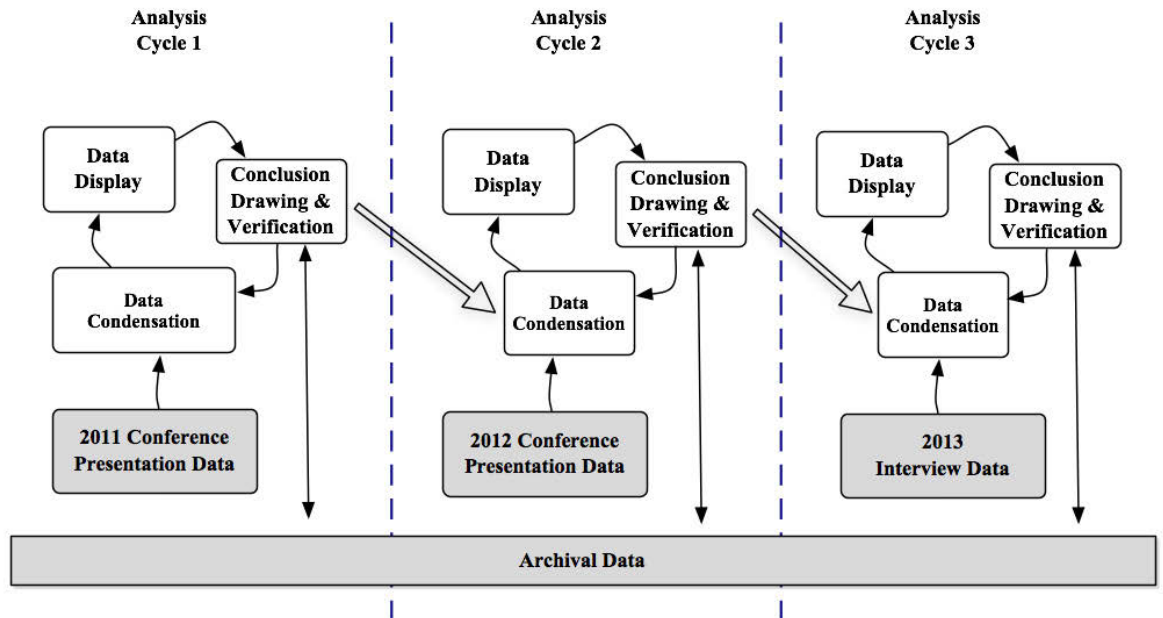 Analysis
Cycle 1
Analysis
Cycle 2
Analysis
Cycle 3
Data
Display
Conclusion
Drawing &
Verification
Data
Condensation
2011 Conference
Presentation Data
Data
Display
Conclusion
Drawing &
Verification
Data
Condensation
2012 Conference
Presentation Data
Data
Display
Conclusion
Drawing &
Verification
Data
Condensation
2013
Interview Data
Archival Data